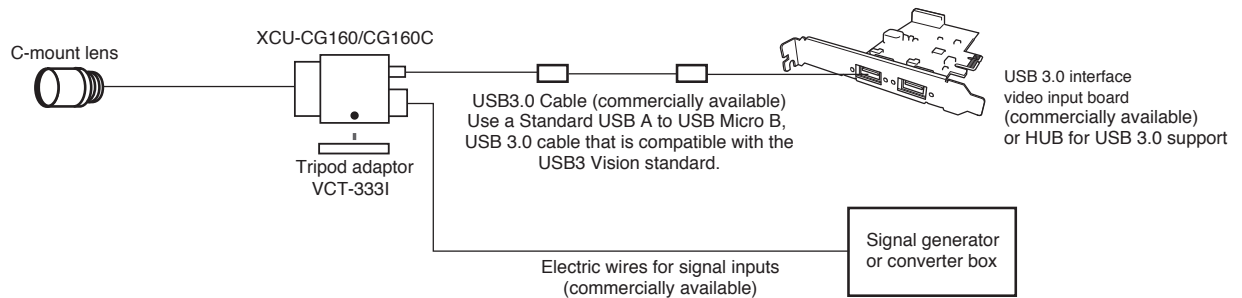 C-mount lens
XCU-CG160/CG160C
Tripod adaptor
VCT-333I
USB3.0 Cable (commercially available)
Use a Standard USB A to USB Micro B,
USB 3.0 cable that is compatible with the
USB3 Vision standard.
USB 3.0 interface
video input board
(commercially available)
or HUB for USB 3.0 support
Electric wires for signal inputs
(commercially available)
Signal generator
or converter box